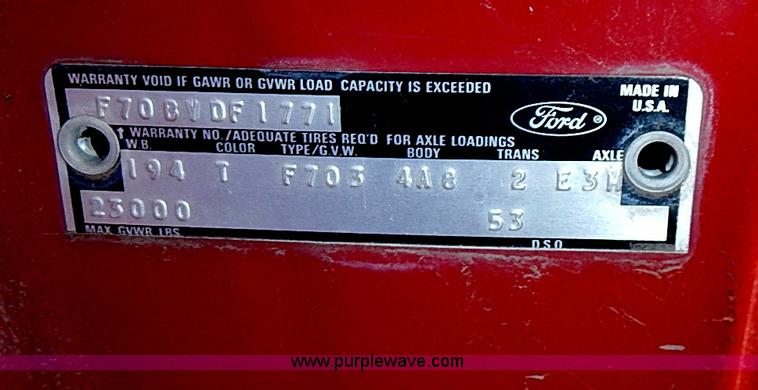 WARRANTY VOID IF GAWR OR GVWR LOAD CAPACITY IS EXCEEDED
MADE IN U.S.A.
F70BVDF1771
Ford ®
↑ WARRANTY NO./ADEQUATE TIRES REQ'D FOR AXLE LOADINGS
W.B. COLOR TYPE/G.V.W. BODY TRANS AXLE
194 T F703 4A8 2 E3H
23000 53
MAX. GVWR LBS. D.S.O.
www.purplewave.com